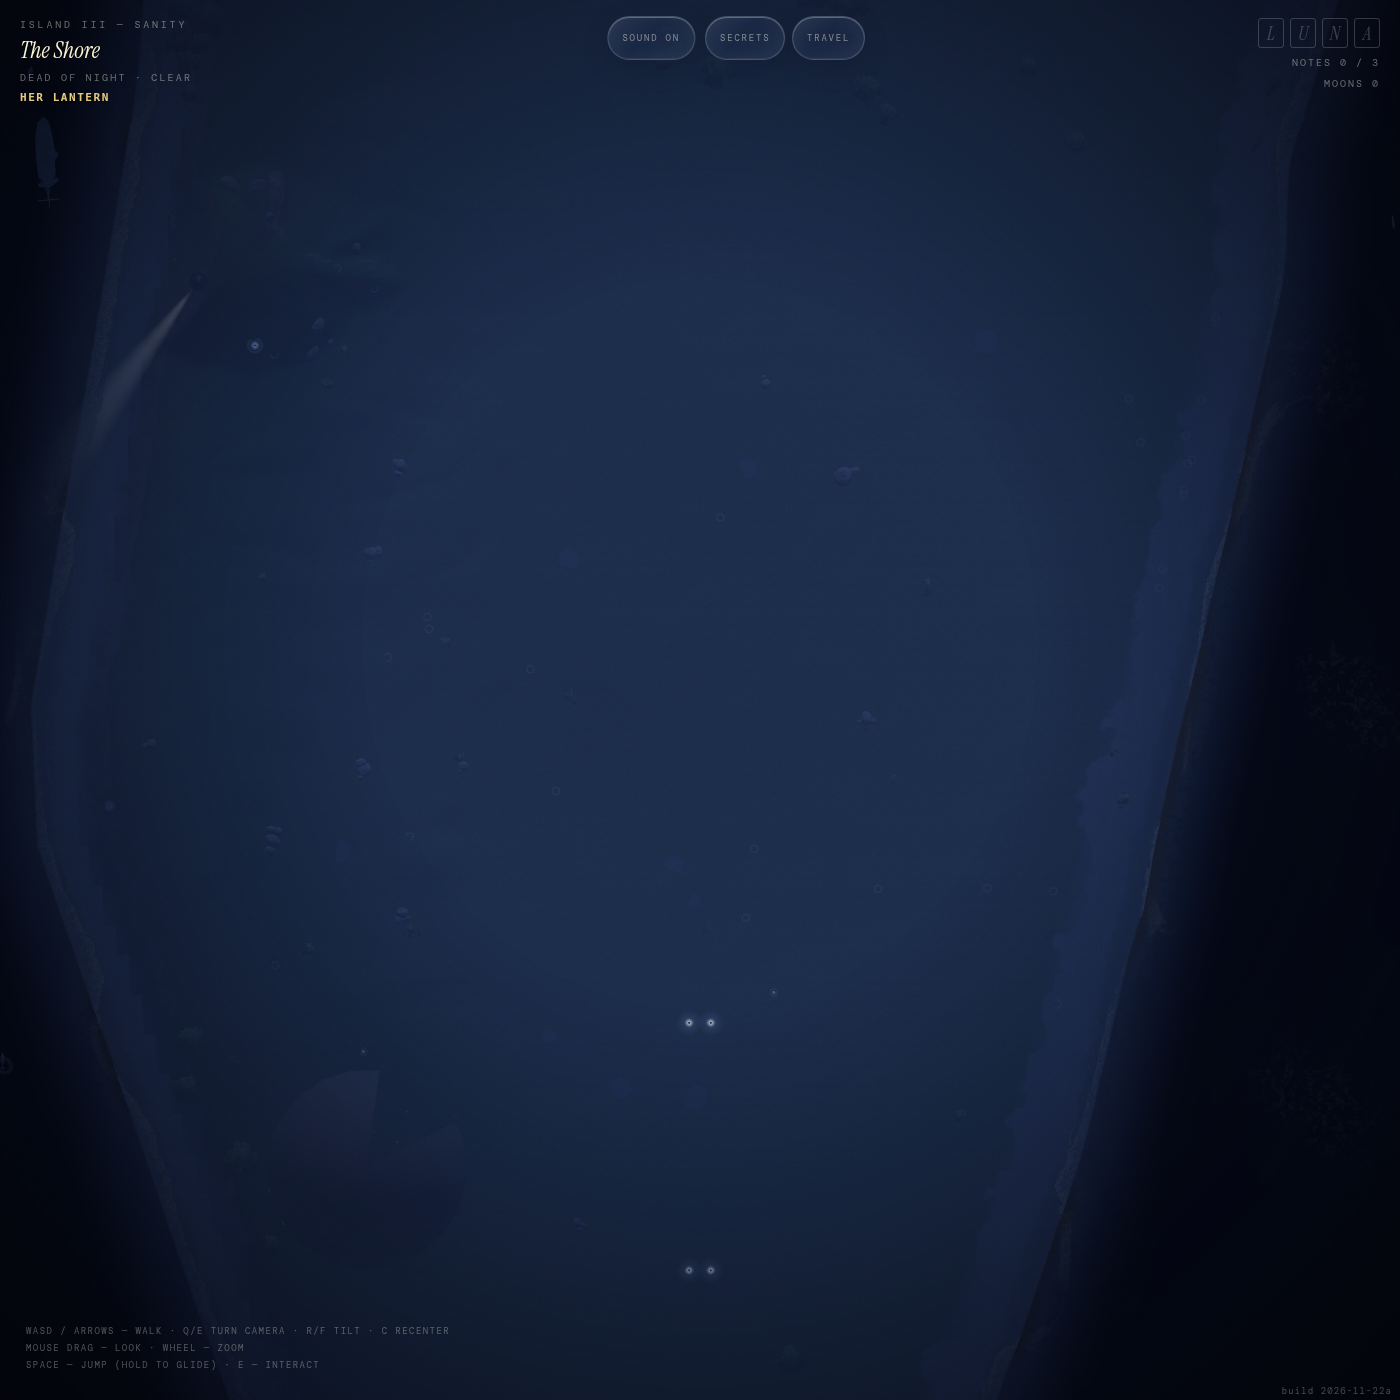 ISLAND III — SANITY
The Shore
DEAD OF NIGHT · CLEAR
HER LANTERN
SOUND ON
SECRETS
TRAVEL
L U N A
NOTES 0 / 3
MOONS 0
WASD / ARROWS — WALK · Q/E TURN CAMERA · R/F TILT · C RECENTER
MOUSE DRAG — LOOK · WHEEL — ZOOM
SPACE — JUMP (HOLD TO GLIDE) · E — INTERACT
build 2026-11-22a